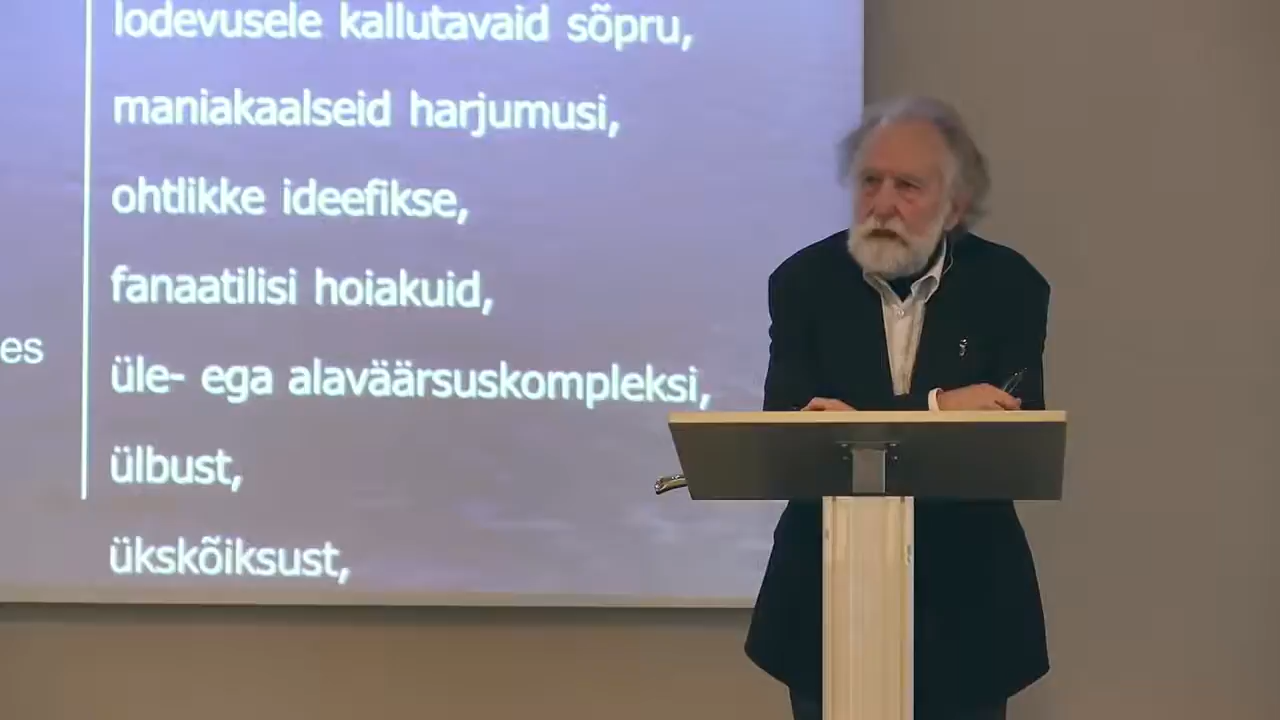 lodevusele kallutavaid sõpru,
maniakaalseid harjumusi,
ohtlikke ideefikse,
fanaatilisi hoiakuid,
es
üle- ega alaväärsuskompleksi,
ülbust,
ükskõiksust,